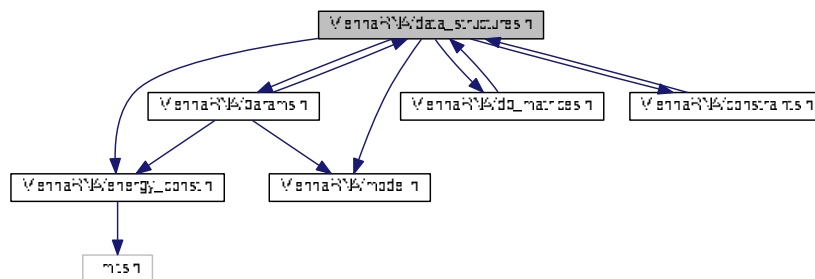 ViennaRNA/data_structures.h
ViennaRNA/params.h
ViennaRNA/dp_matrices.h
ViennaRNA/constraints.h
ViennaRNA/energy_const.h
ViennaRNA/model.h
limits.h